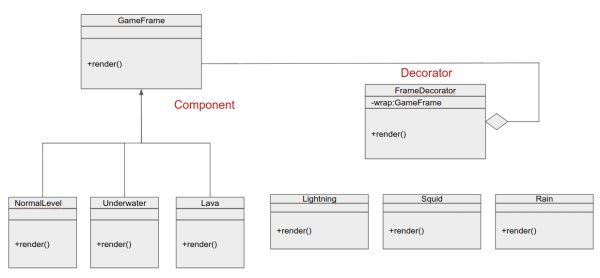 GameFrame
+render()
Component
Decorator
FrameDecorator
-wrap:GameFrame
+render()
NormalLevel
+render()
Underwater
+render()
Lava
+render()
Lightning
+render()
Squid
+render()
Rain
+render()